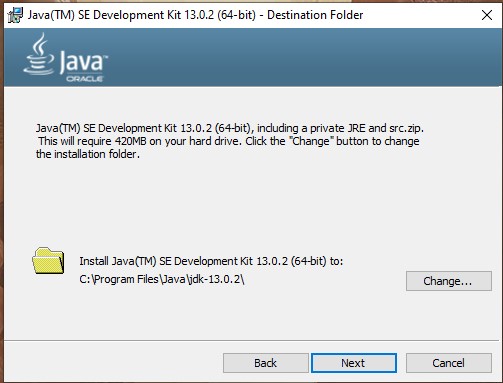 Java(TM) SE Development Kit 13.0.2 (64-bit) - Destination Folder
Java™
ORACLE
Java(TM) SE Development Kit 13.0.2 (64-bit), including a private JRE and src.zip.
This will require 420MB on your hard drive. Click the "Change" button to change
the installation folder.
Install Java(TM) SE Development Kit 13.0.2 (64-bit) to:
C:\Program Files\Java\jdk-13.0.2\
Change...
Back
Next
Cancel